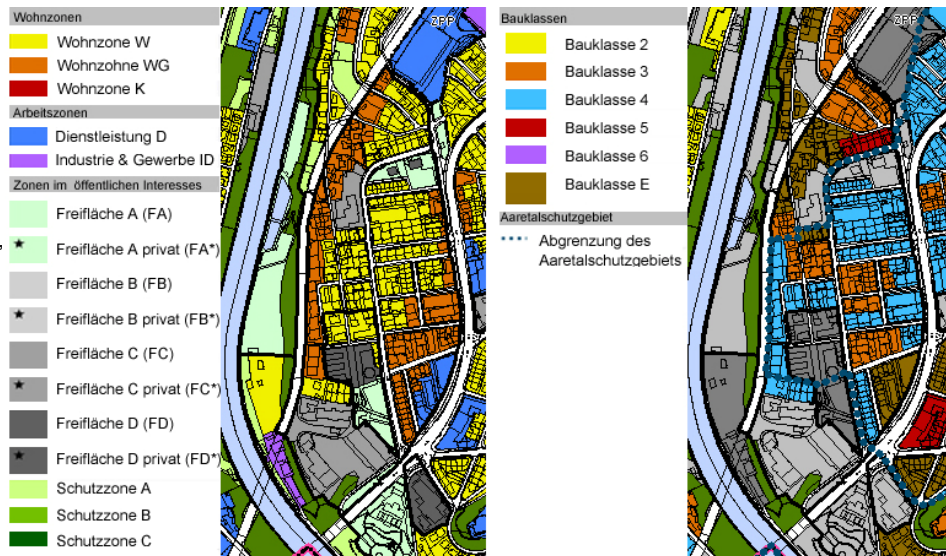 Wohnzonen
Wohnzone W
Wohnzohne WG
Wohnzone K
Arbeitszonen
Dienstleistung D
Industrie & Gewerbe ID
Zonen im öffentlichen Interesses
Freifläche A (FA)
Freifläche A privat (FA*)
Freifläche B (FB)
Freifläche B privat (FB*)
Freifläche C (FC)
Freifläche C privat (FC*)
Freifläche D (FD)
Freifläche D privat (FD*)
Schutzzone A
Schutzzone B
Schutzzone C
ZPP
Bauklassen
Bauklasse 2
Bauklasse 3
Bauklasse 4
Bauklasse 5
Bauklasse 6
Bauklasse E
Aaretalschutzgebiet
Abgrenzung des
Aaretalschutzgebiets
ZPP